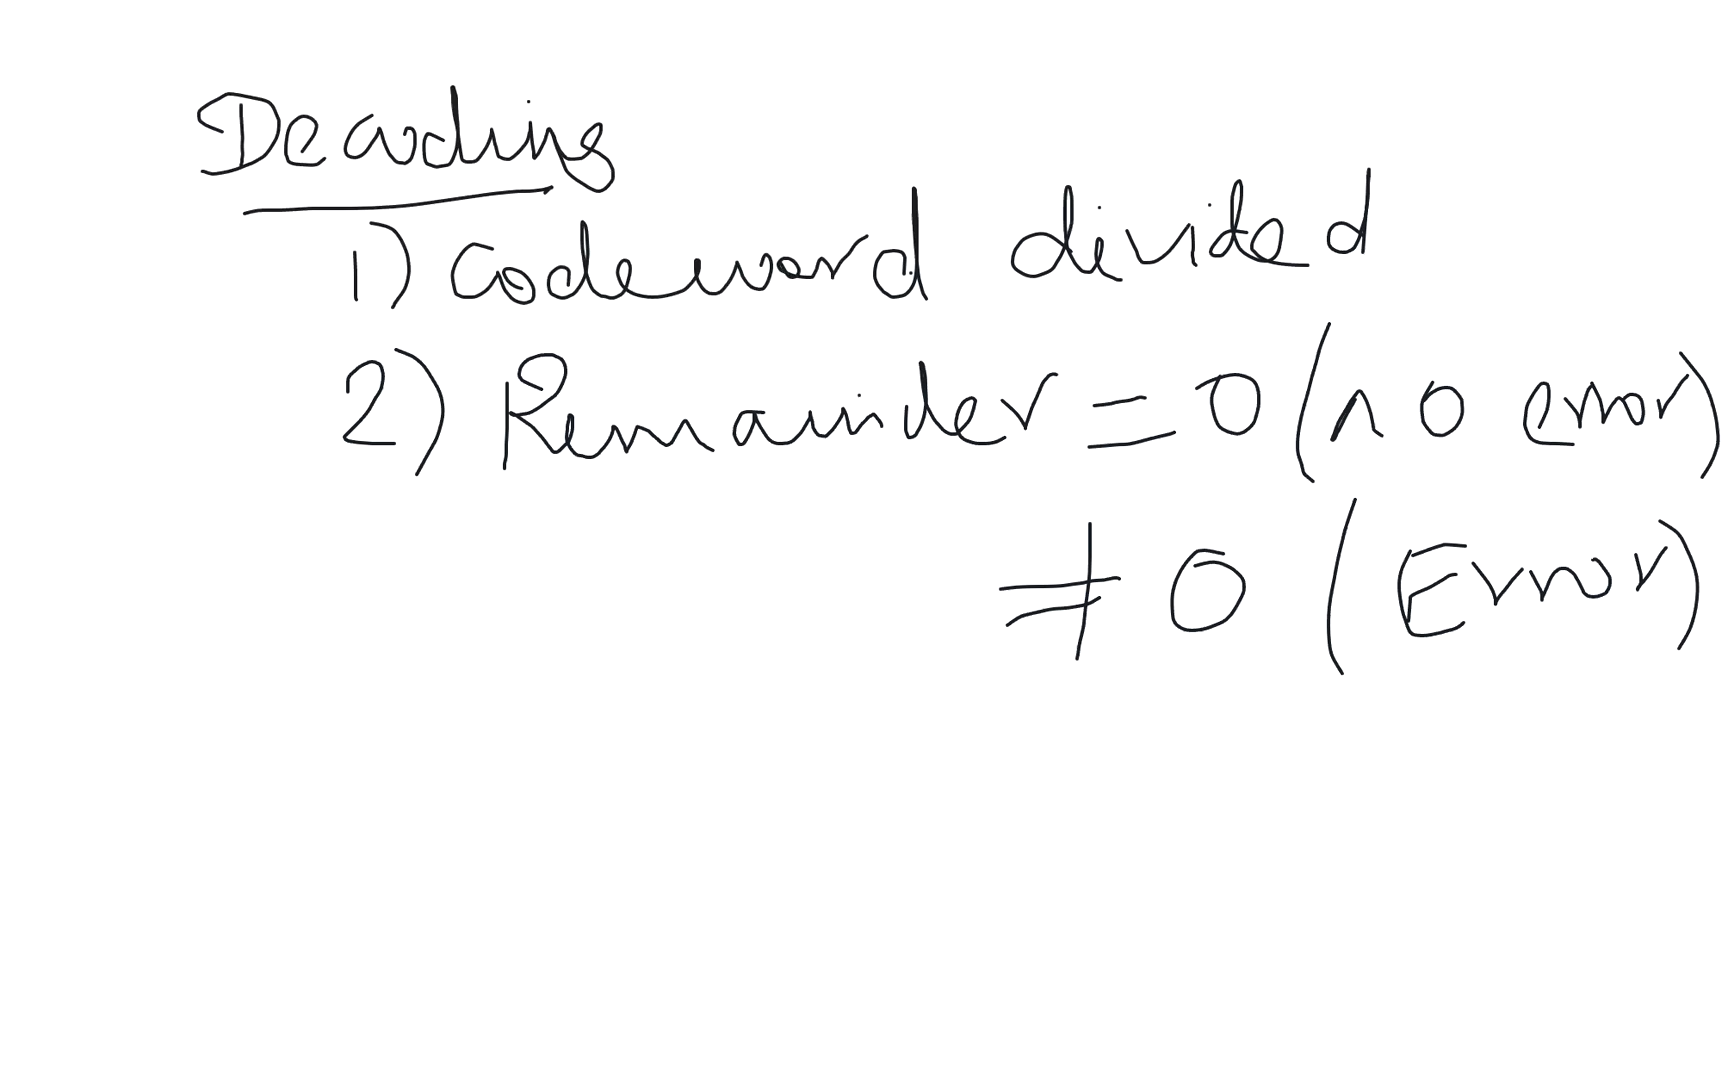 Decoding
1) Codeword divided
2) Remainder = 0 (no error)
≠ 0 (Error)